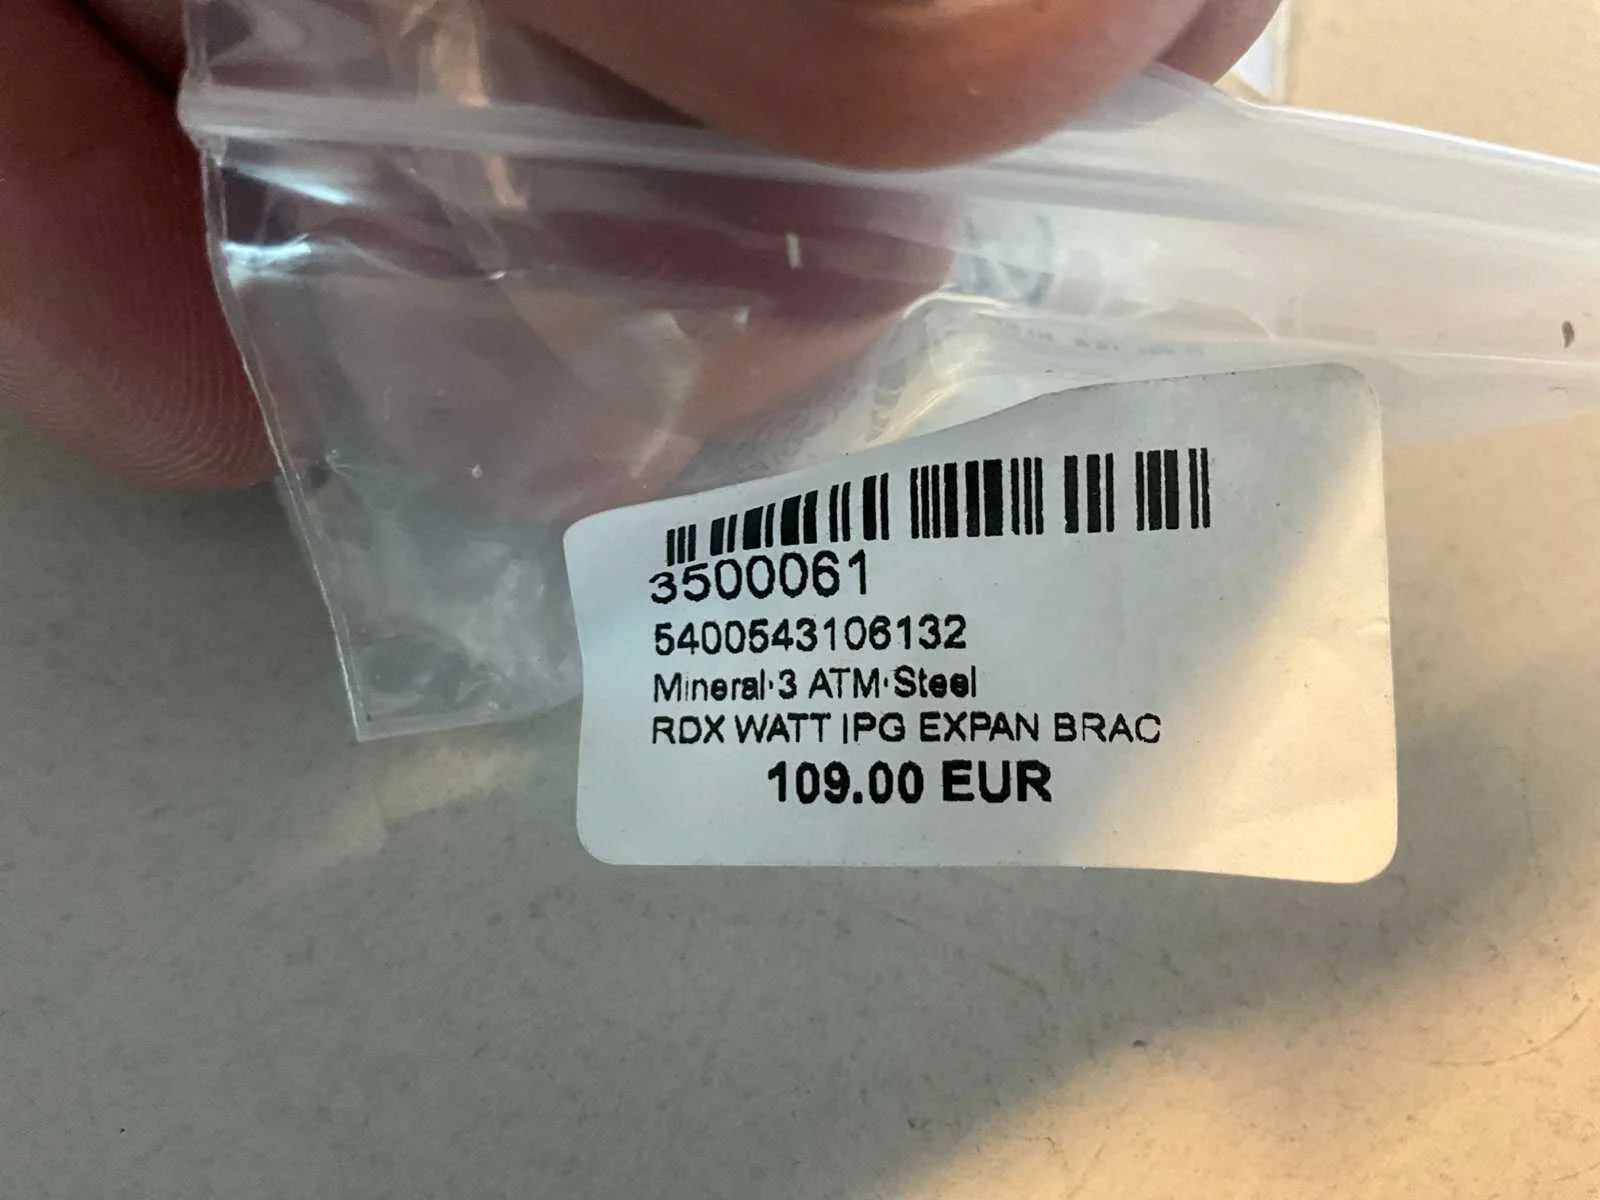 3500061
5400543106132
Mineral·3 ATM·Steel
RDX WATT IPG EXPAN BRAC
109.00 EUR